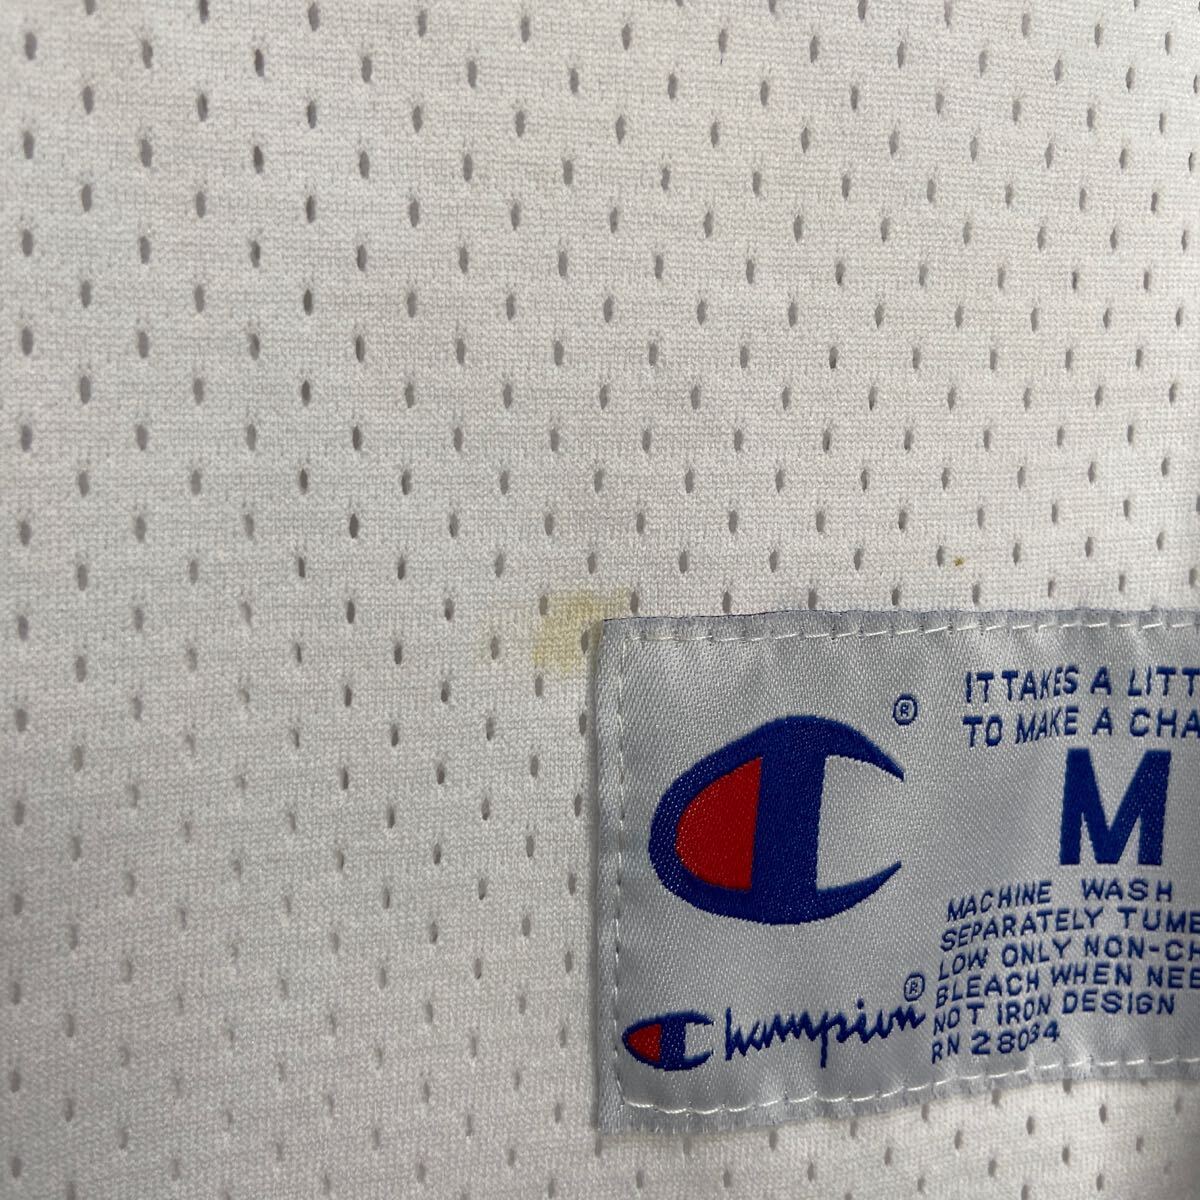 IT TAKES A LITT
TO MAKE A CHA
®
M
MACHINE WASH
SEPARATELY TUMB
LOW ONLY NON-CH
BLEACH WHEN NEE
NOT IRON DESIGN
RN 28084
Champion®